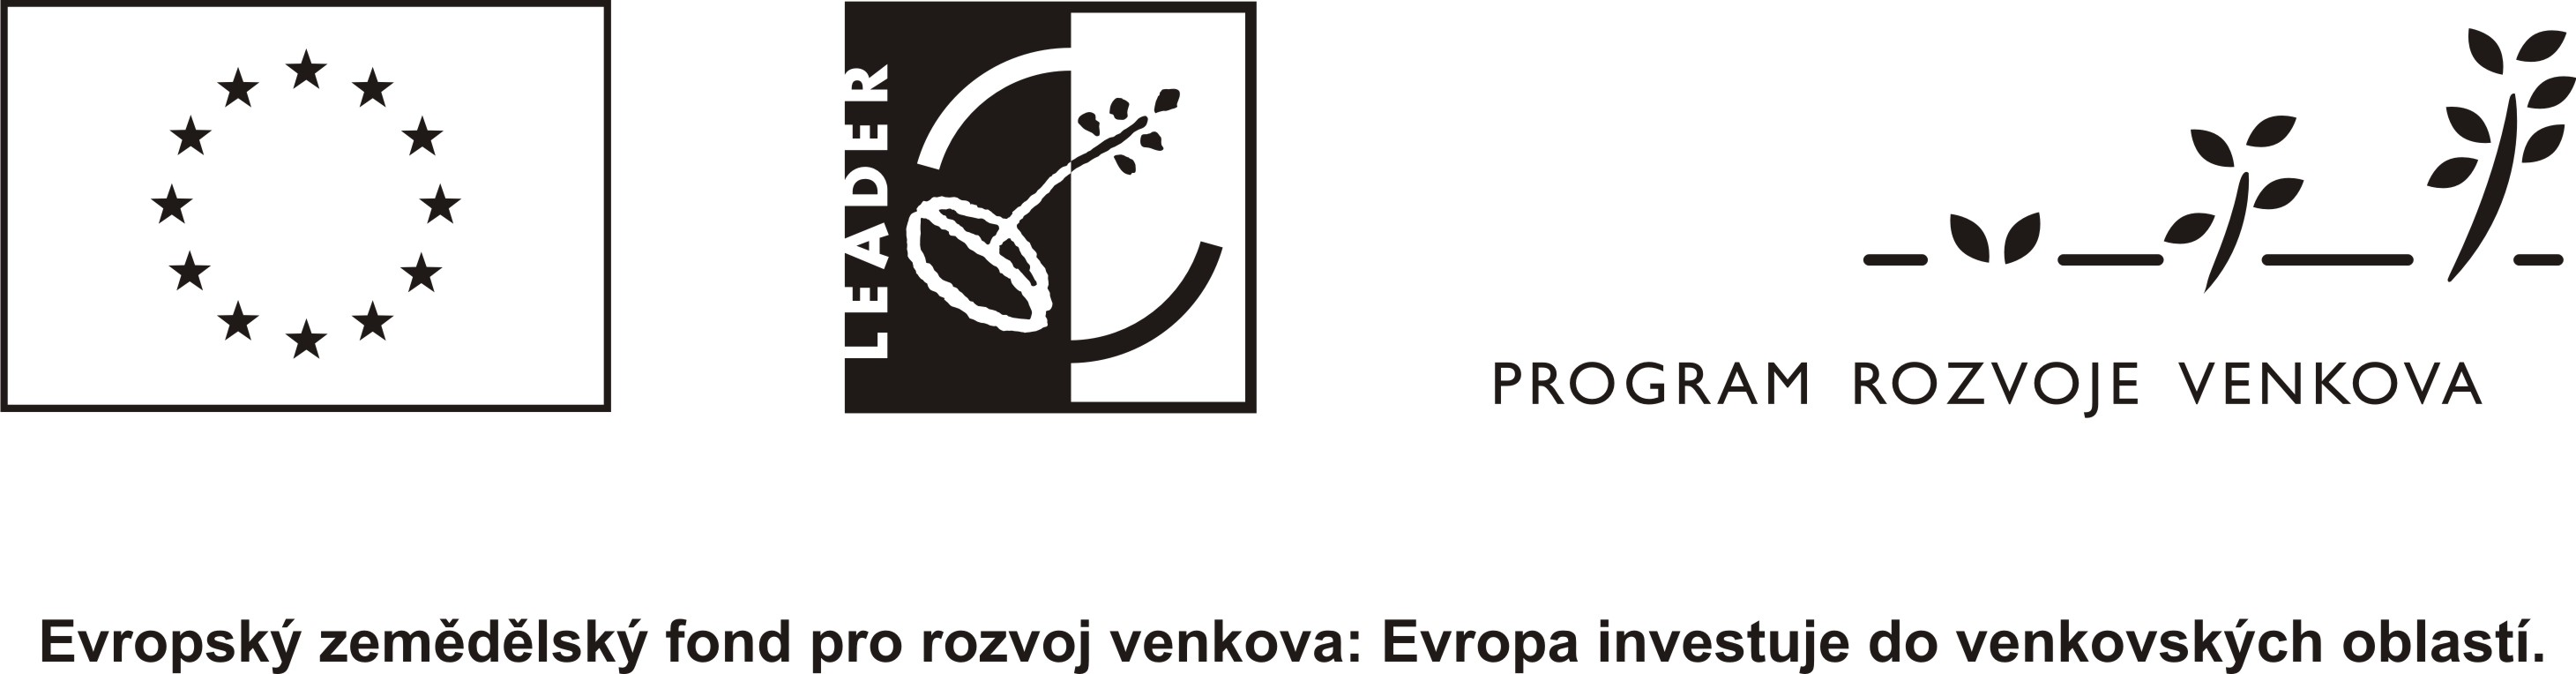 LEADER
PROGRAM ROZVOJE VENKOVA
Evropský zemědělský fond pro rozvoj venkova: Evropa investuje do venkovských oblastí.